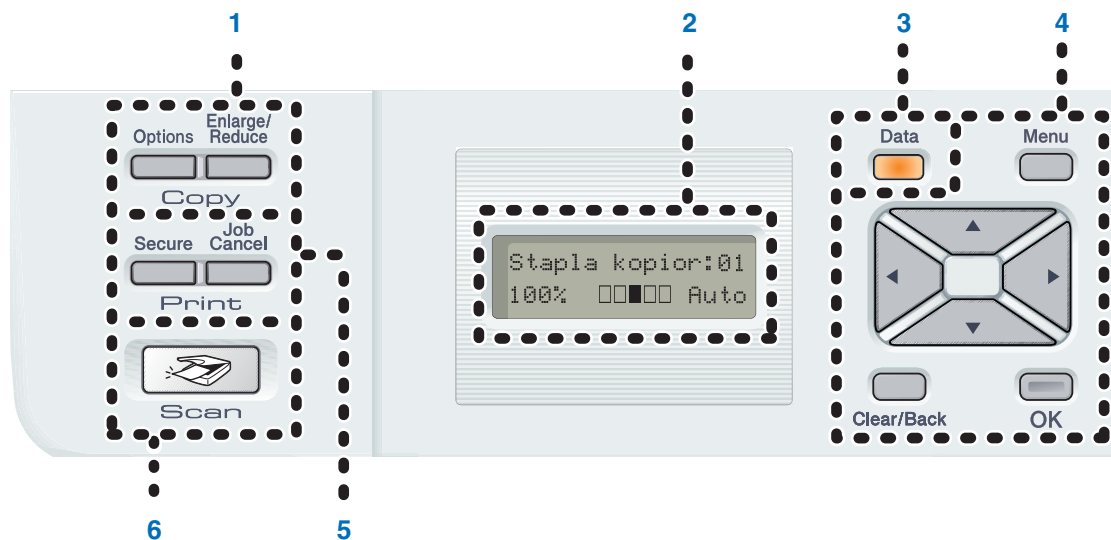 1 2 3 4
Options Enlarge/
Reduce
Copy
Secure Job
Cancel
Print
Scan
Stapla kopior:01
100% □□■□□ Auto
Data Menu
Clear/Back OK
6 5